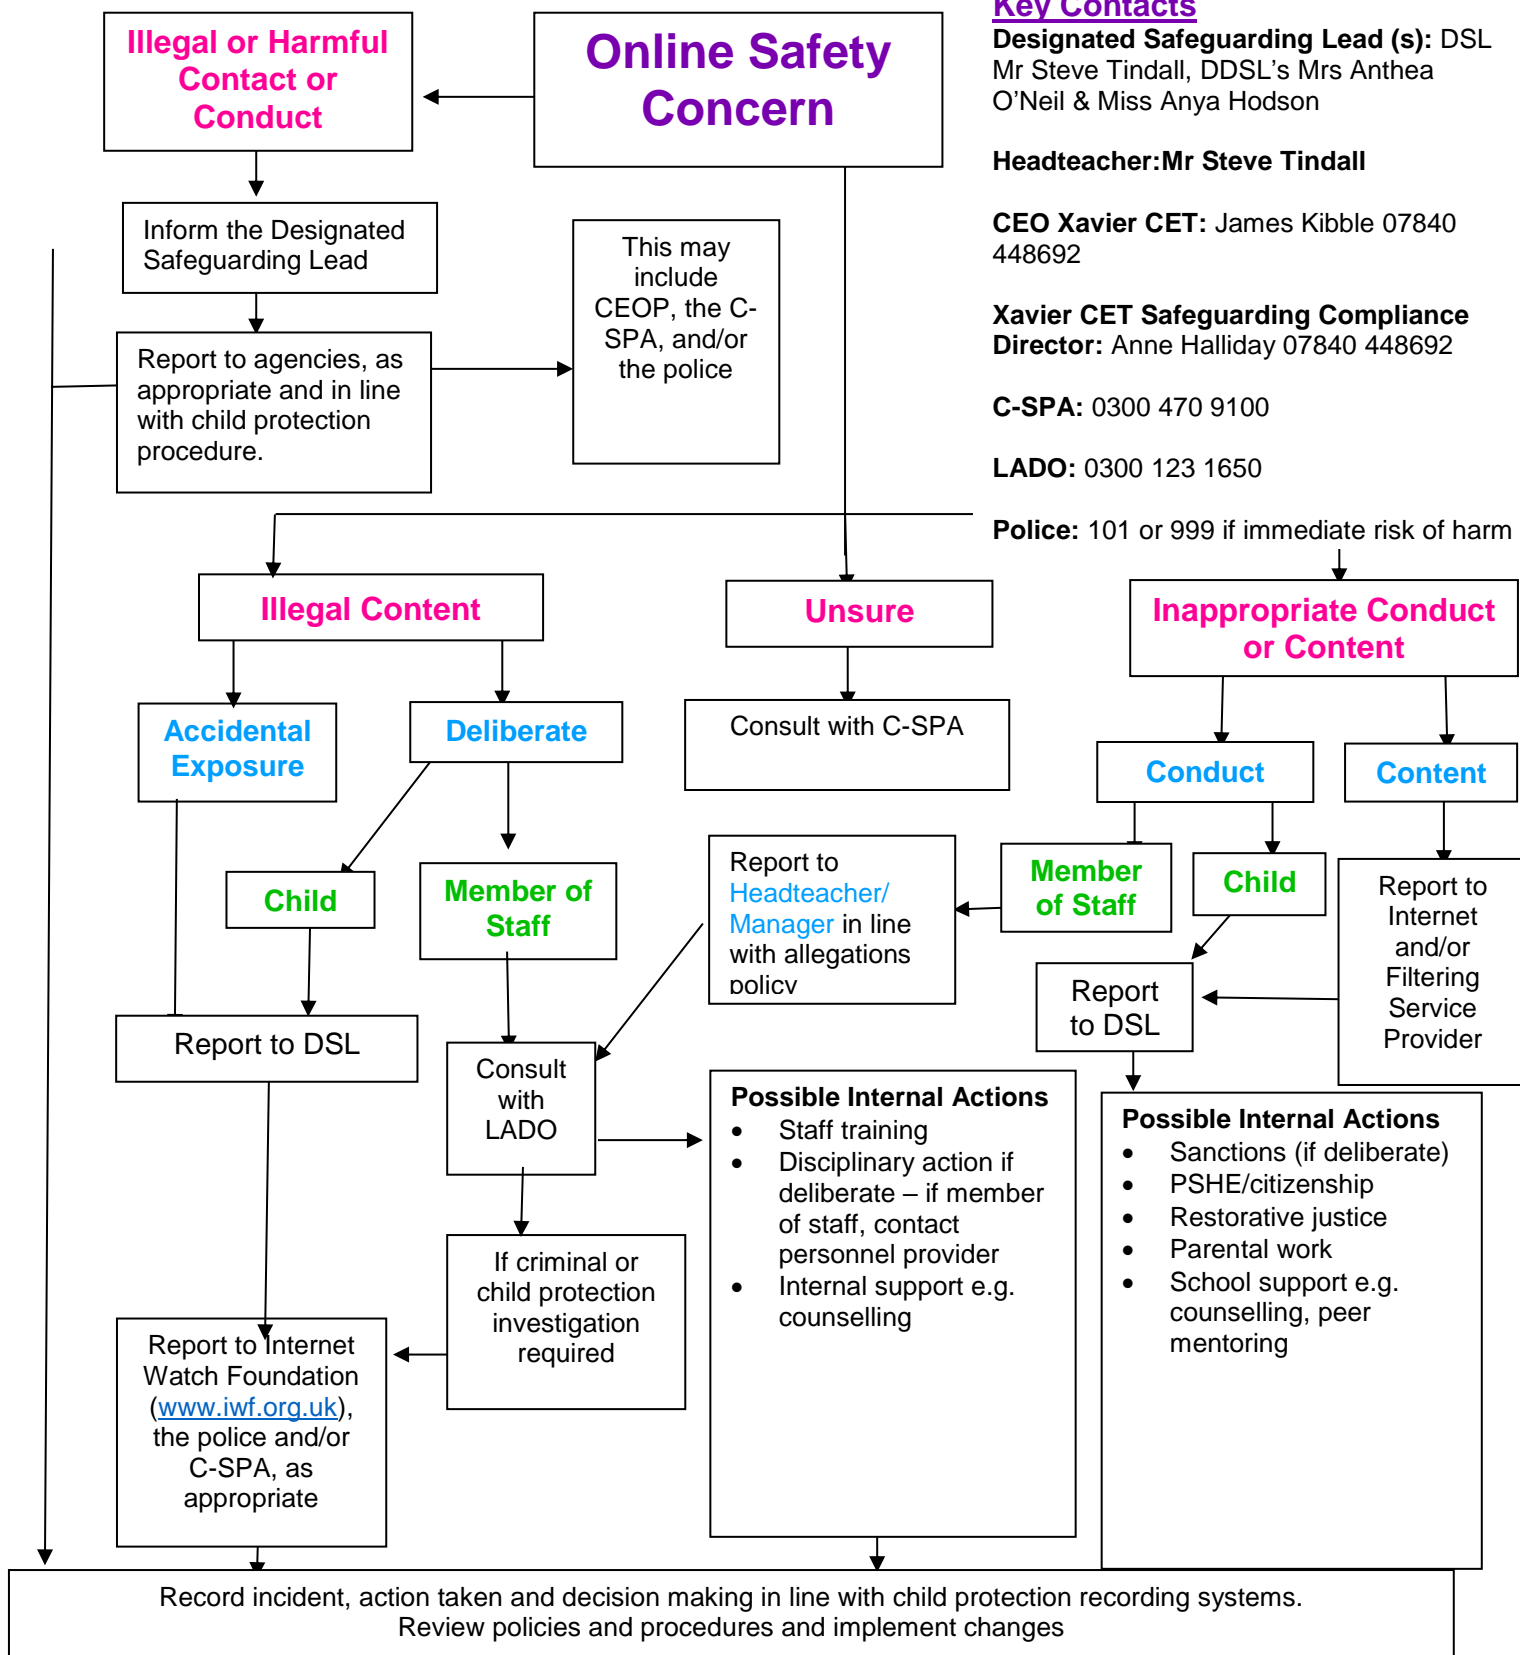 Key Contacts
Designated Safeguarding Lead (s): DSL
Mr Steve Tindall, DDSL's Mrs Anthea
O'Neil & Miss Anya Hodson
Headteacher:Mr Steve Tindall
CEO Xavier CET: James Kibble 07840
448692
Xavier CET Safeguarding Compliance
Director: Anne Halliday 07840 448692
C-SPA: 0300 470 9100
LADO: 0300 123 1650
Police: 101 or 999 if immediate risk of harm
Online Safety
Concern
Illegal or Harmful
Contact or
Conduct
Inform the Designated
Safeguarding Lead
Report to agencies, as
appropriate and in line
with child protection
procedure.
This may
include
CEOP, the C-
SPA, and/or
the police
Illegal Content
Unsure
Inappropriate Conduct
or Content
Accidental
Exposure
Deliberate
Consult with C-SPA
Conduct
Content
Child
Member of
Staff
Report to
Headteacher/
Manager in line
with allegations
policy
Member
of Staff
Child
Report to
Internet
and/or
Filtering
Service
Provider
Report to DSL
Consult
with
LADO
Report
to DSL
Possible Internal Actions
• Staff training
• Disciplinary action if
deliberate – if member
of staff, contact
personnel provider
• Internal support e.g.
counselling
Possible Internal Actions
• Sanctions (if deliberate)
• PSHE/citizenship
• Restorative justice
• Parental work
• School support e.g.
counselling, peer
mentoring
If criminal or
child protection
investigation
required
Report to Internet
Watch Foundation
(www.iwf.org.uk),
the police and/or
C-SPA, as
appropriate
Record incident, action taken and decision making in line with child protection recording systems.
Review policies and procedures and implement changes